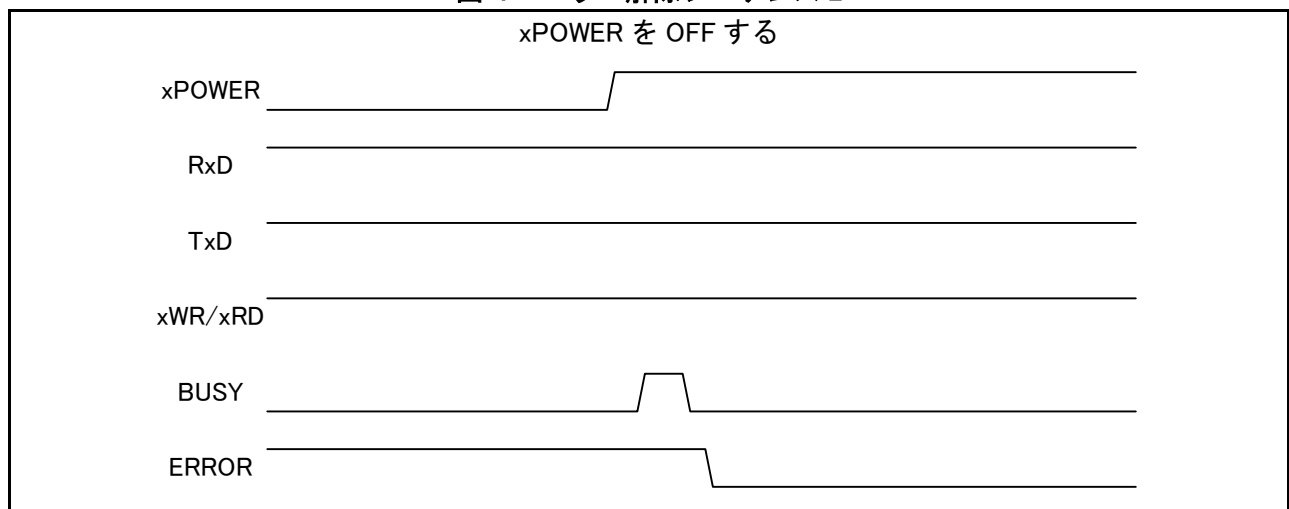 xPOWER を OFF する
xPOWER
RxD
TxD
xWR/xRD
BUSY
ERROR